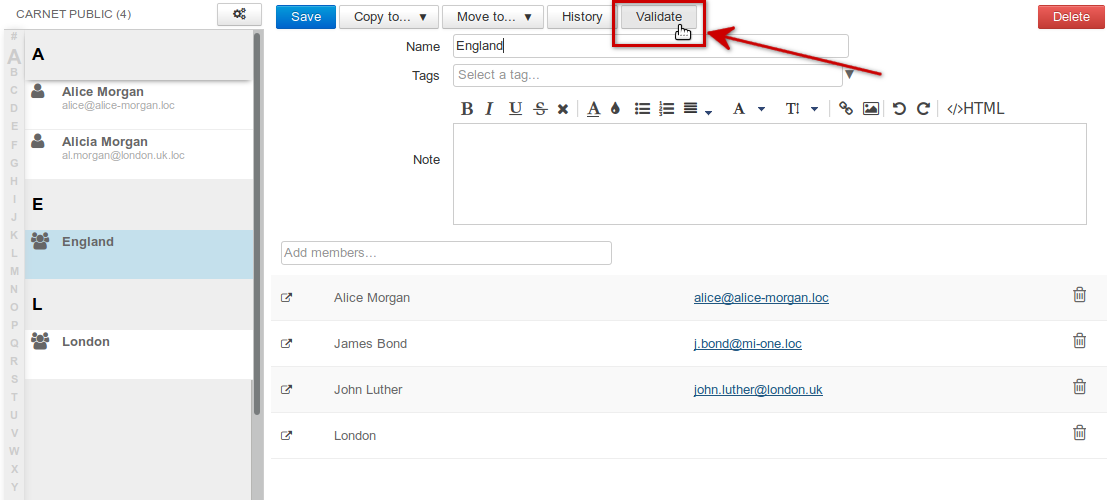 CARNET PUBLIC (4)
Save
Copy to... ▼
Move to... ▼
History
Validate
Delete
#
A
B
C
D
E
F
G
H
I
J
K
L
M
N
O
P
Q
R
S
T
U
V
W
X
Y
A
Alice Morgan
alice@alice-morgan.loc
Alicia Morgan
al.morgan@london.uk.loc
E
England
L
London
Name England
Tags Select a tag...
B I U S A A T </>HTML
Note
Add members...
Alice Morgan alice@alice-morgan.loc
James Bond j.bond@mi-one.loc
John Luther john.luther@london.uk
London